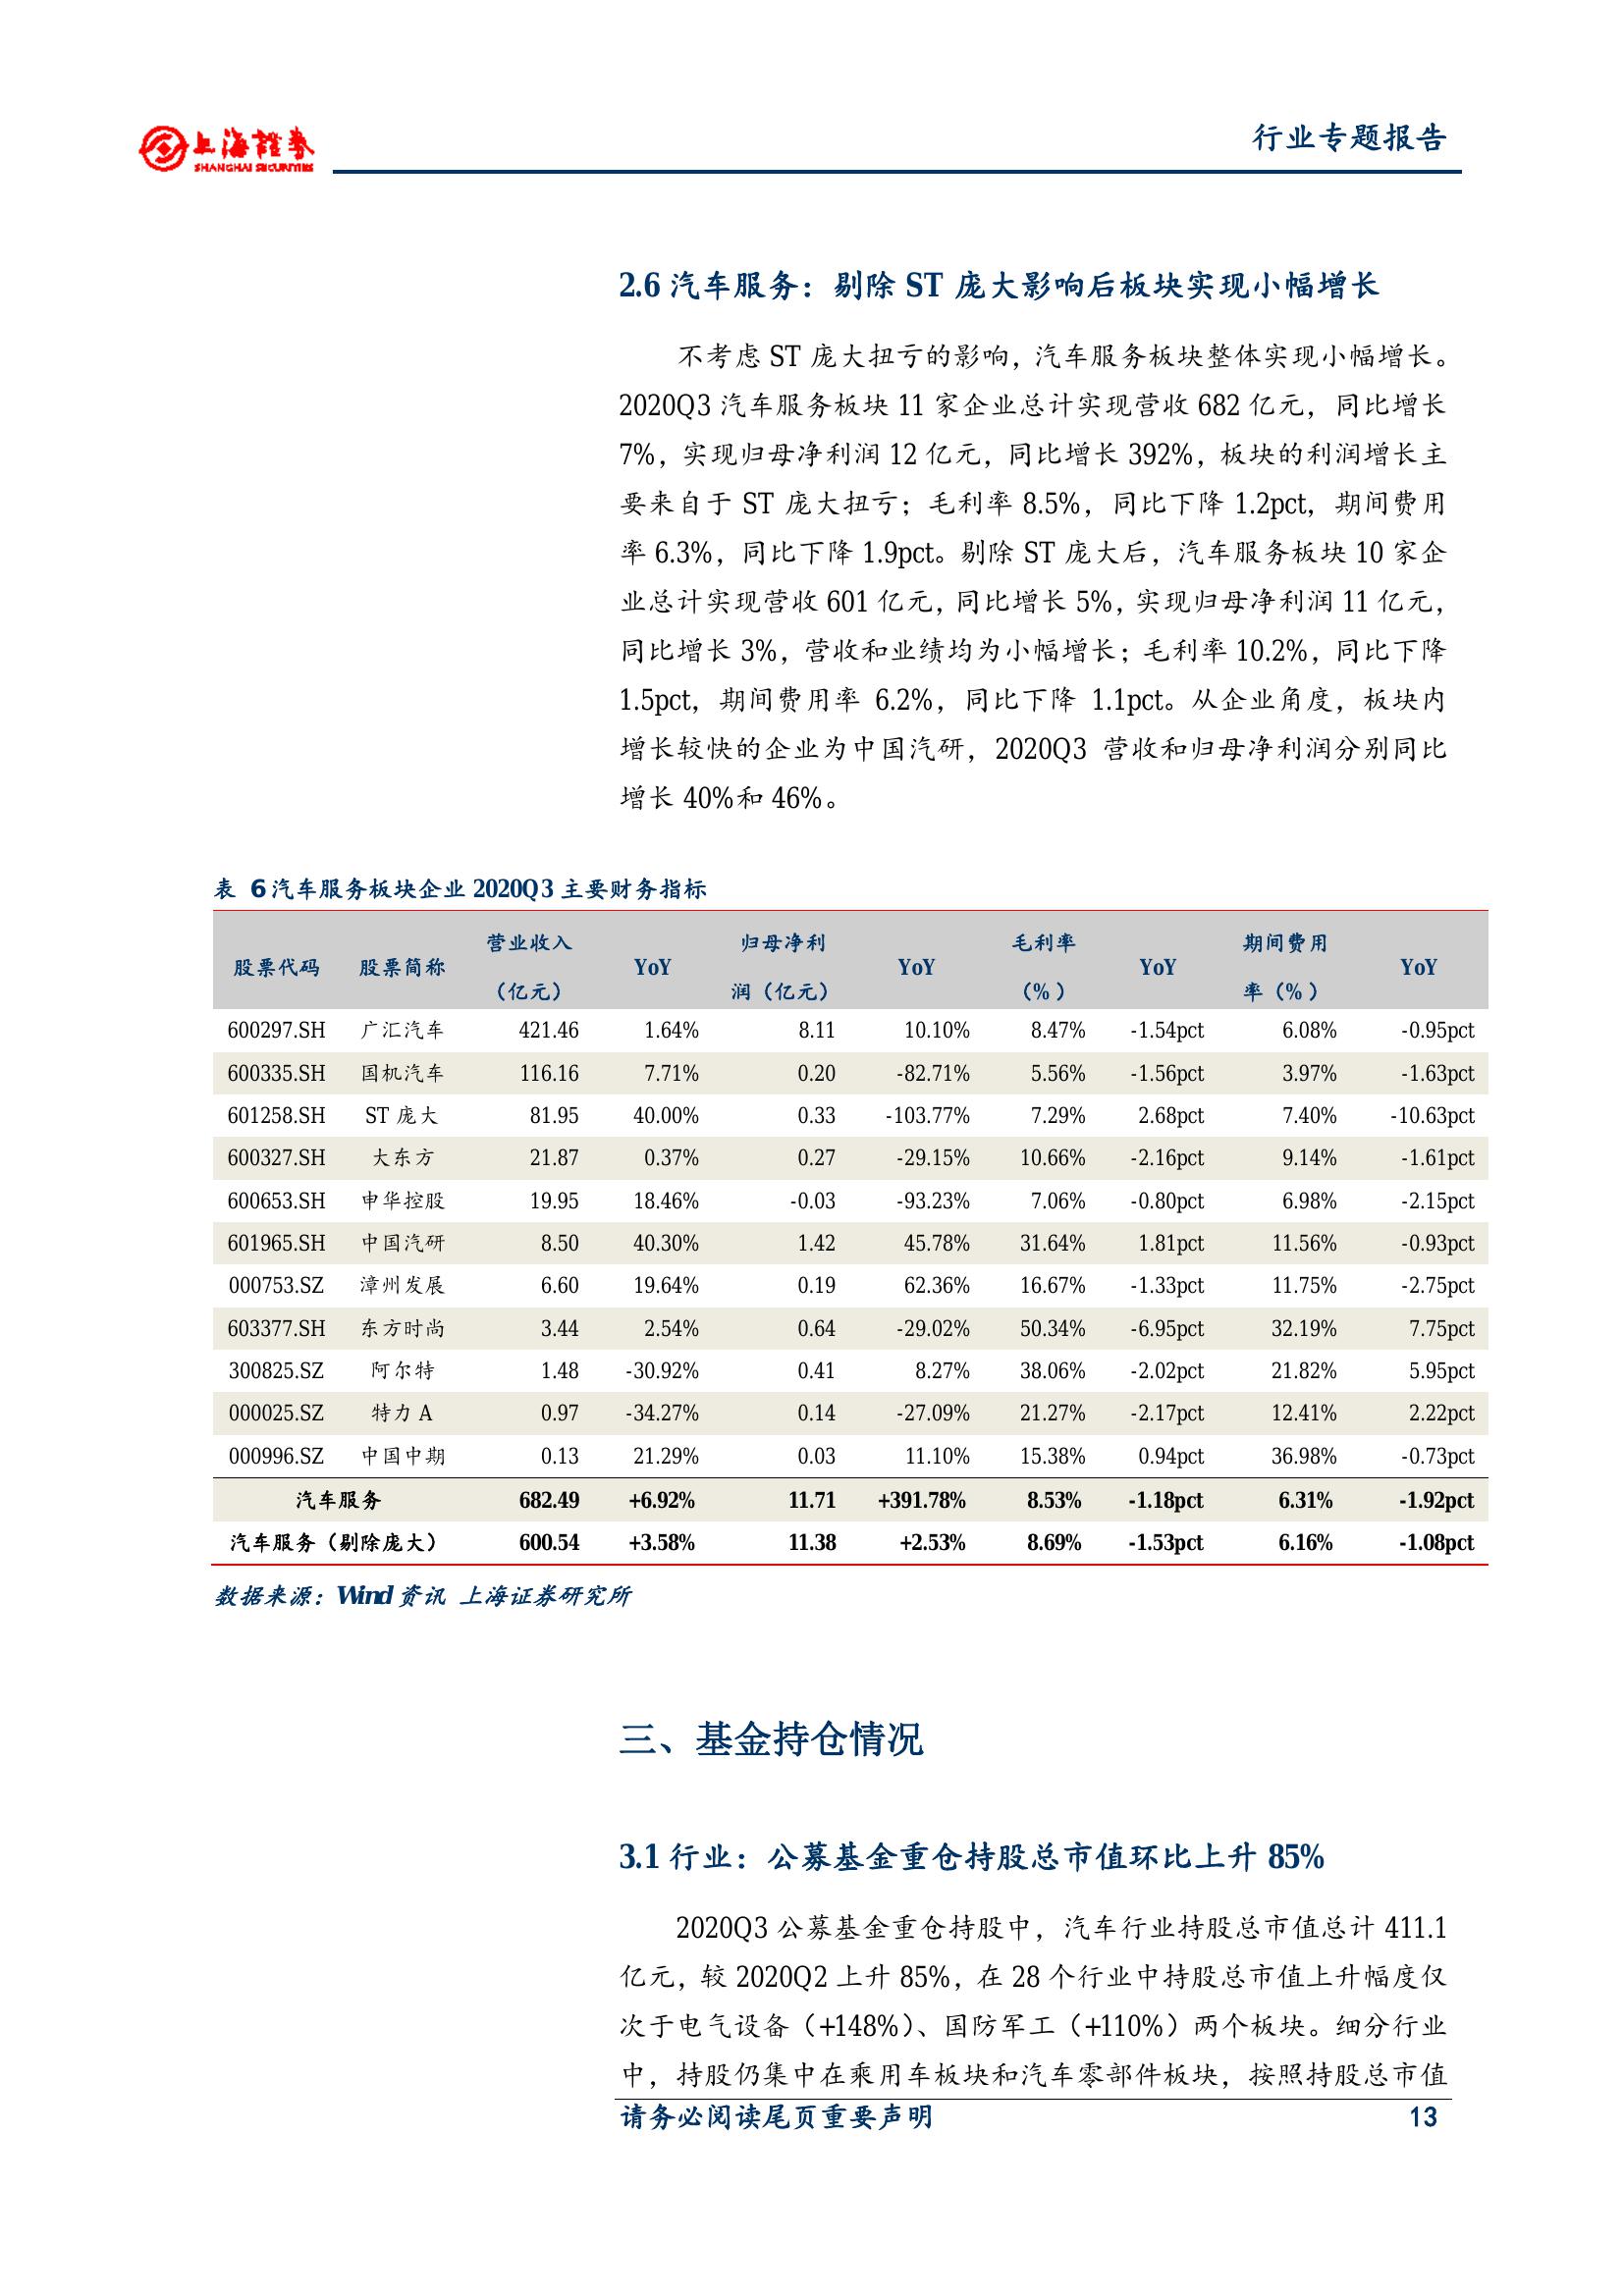 上海證券
SHANGHAI SECURITIES
行业专题报告
2.6 汽车服务：剔除 ST 庞大影响后板块实现小幅增长
不考虑 ST 庞大扭亏的影响，汽车服务板块整体实现小幅增长。
2020Q3 汽车服务板块 11 家企业总计实现营收 682 亿元，同比增长
7%，实现归母净利润 12 亿元，同比增长 392%，板块的利润增长主
要来自于 ST 庞大扭亏；毛利率 8.5%，同比下降 1.2pct，期间费用
率 6.3%，同比下降 1.9pct。剔除 ST 庞大后，汽车服务板块 10 家企
业总计实现营收 601 亿元，同比增长 5%，实现归母净利润 11 亿元，
同比增长 3%，营收和业绩均为小幅增长；毛利率 10.2%，同比下降
1.5pct，期间费用率 6.2%，同比下降 1.1pct。从企业角度，板块内
增长较快的企业为中国汽研，2020Q3 营收和归母净利润分别同比
增长 40%和 46%。
表 6 汽车服务板块企业 2020Q3 主要财务指标
股票代码 股票简称 营业收入（亿元） YoY 归母净利润（亿元） YoY 毛利率（%） YoY 期间费用率（%） YoY
600297.SH 广汇汽车 421.46 1.64% 8.11 10.10% 8.47% -1.54pct 6.08% -0.95pct
600335.SH 国机汽车 116.16 7.71% 0.20 -82.71% 5.56% -1.56pct 3.97% -1.63pct
601258.SH ST 庞大 81.95 40.00% 0.33 -103.77% 7.29% 2.68pct 7.40% -10.63pct
600327.SH 大东方 21.87 0.37% 0.27 -29.15% 10.66% -2.16pct 9.14% -1.61pct
600653.SH 申华控股 19.95 18.46% -0.03 -93.23% 7.06% -0.80pct 6.98% -2.15pct
601965.SH 中国汽研 8.50 40.30% 1.42 45.78% 31.64% 1.81pct 11.56% -0.93pct
000753.SZ 漳州发展 6.60 19.64% 0.19 62.36% 16.67% -1.33pct 11.75% -2.75pct
603377.SH 东方时尚 3.44 2.54% 0.64 -29.02% 50.34% -6.95pct 32.19% 7.75pct
300825.SZ 阿尔特 1.48 -30.92% 0.41 8.27% 38.06% -2.02pct 21.82% 5.95pct
000025.SZ 特力 A 0.97 -34.27% 0.14 -27.09% 21.27% -2.17pct 12.41% 2.22pct
000996.SZ 中国中期 0.13 21.29% 0.03 11.10% 15.38% 0.94pct 36.98% -0.73pct
汽车服务 682.49 +6.92% 11.71 +391.78% 8.53% -1.18pct 6.31% -1.92pct
汽车服务（剔除庞大） 600.54 +3.58% 11.38 +2.53% 8.69% -1.53pct 6.16% -1.08pct
数据来源：Wind 资讯 上海证券研究所
三、基金持仓情况
3.1 行业：公募基金重仓持股总市值环比上升 85%
2020Q3 公募基金重仓持股中，汽车行业持股总市值总计 411.1
亿元，较 2020Q2 上升 85%，在 28 个行业中持股总市值上升幅度仅
次于电气设备（+148%）、国防军工（+110%）两个板块。细分行业
中，持股仍集中在乘用车板块和汽车零部件板块，按照持股总市值
请务必阅读尾页重要声明 13